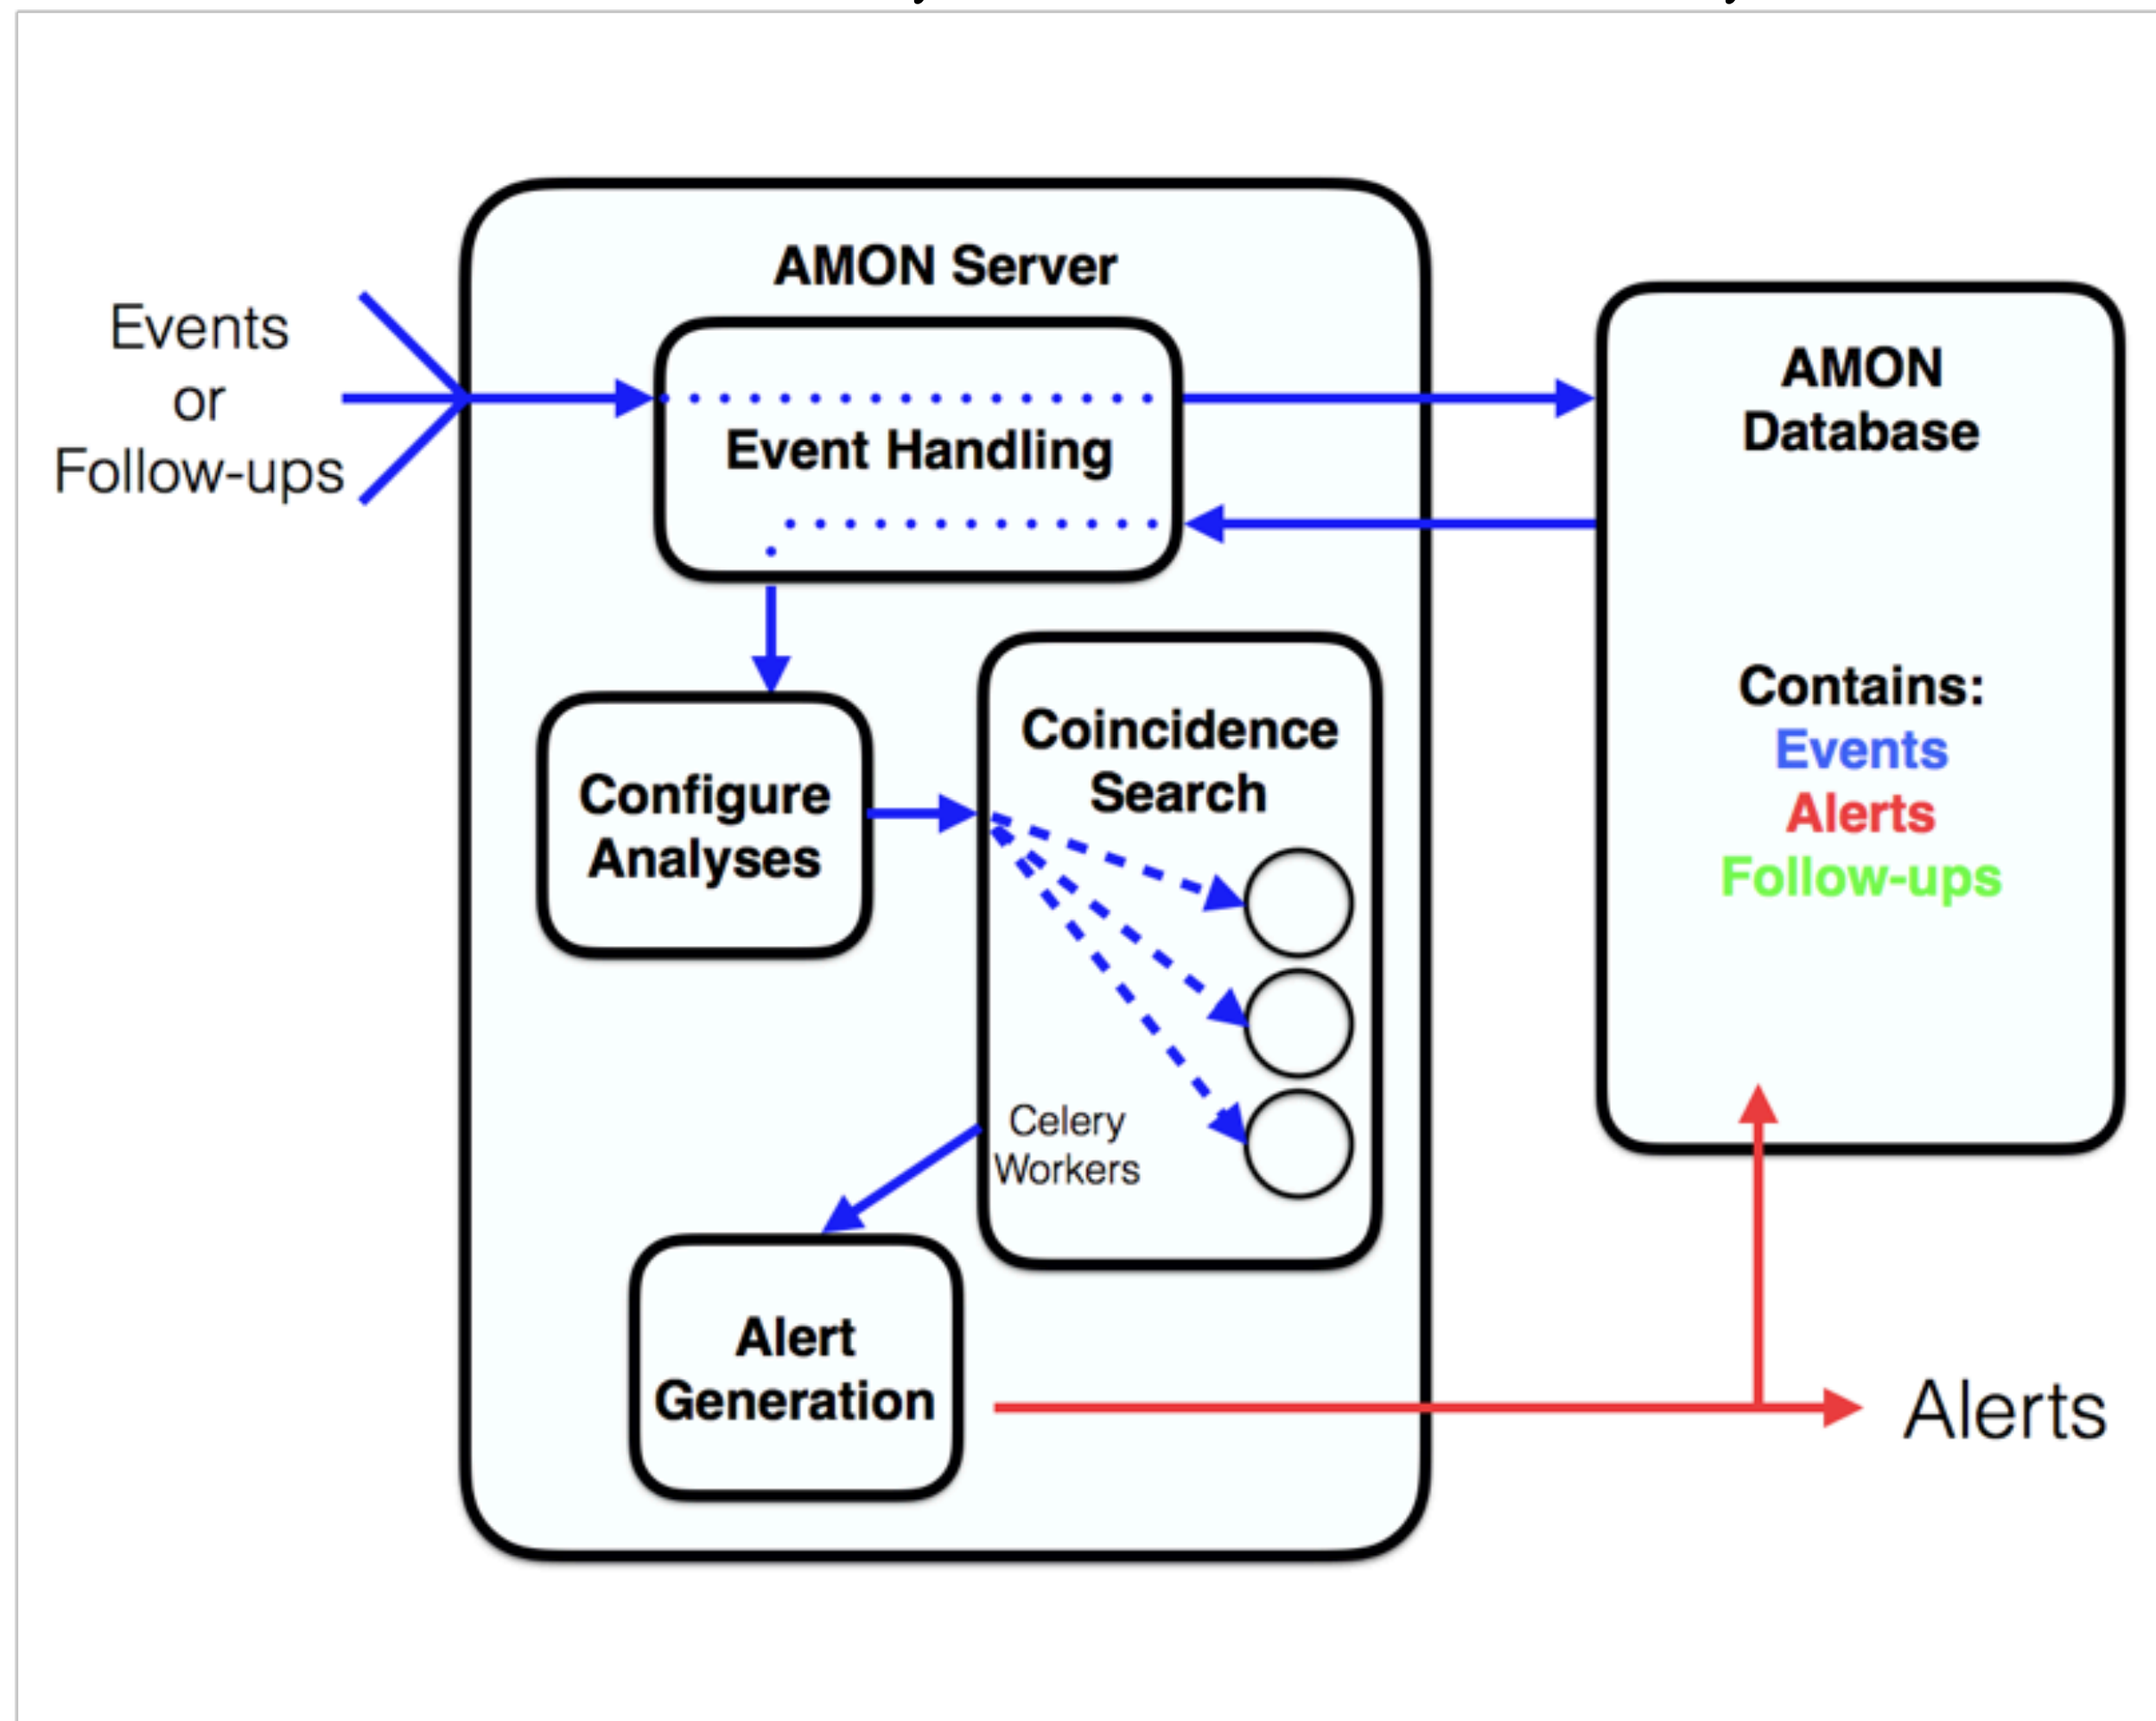 AMON Server
Events
or
Follow-ups
Event Handling
AMON
Database
Contains:
Events
Alerts
Follow-ups
Configure
Analyses
Coincidence
Search
Celery
Workers
Alert
Generation
Alerts